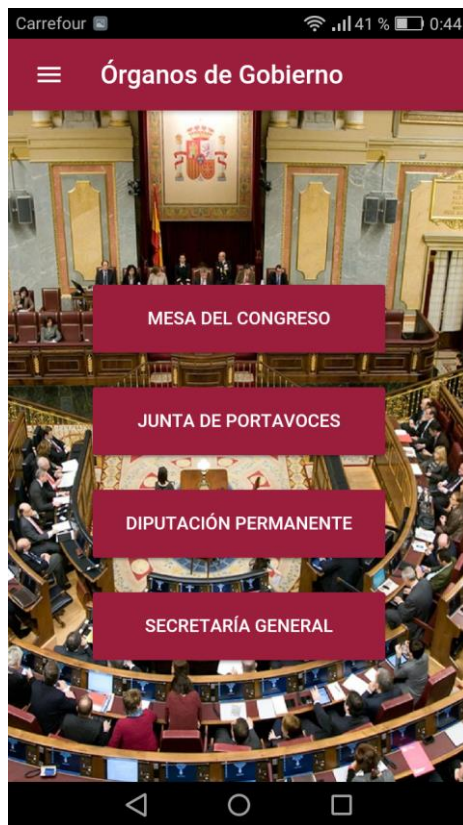 Carrefour 41 % 0:44
Órganos de Gobierno
MESA DEL CONGRESO
JUNTA DE PORTAVOCES
DIPUTACIÓN PERMANENTE
SECRETARÍA GENERAL